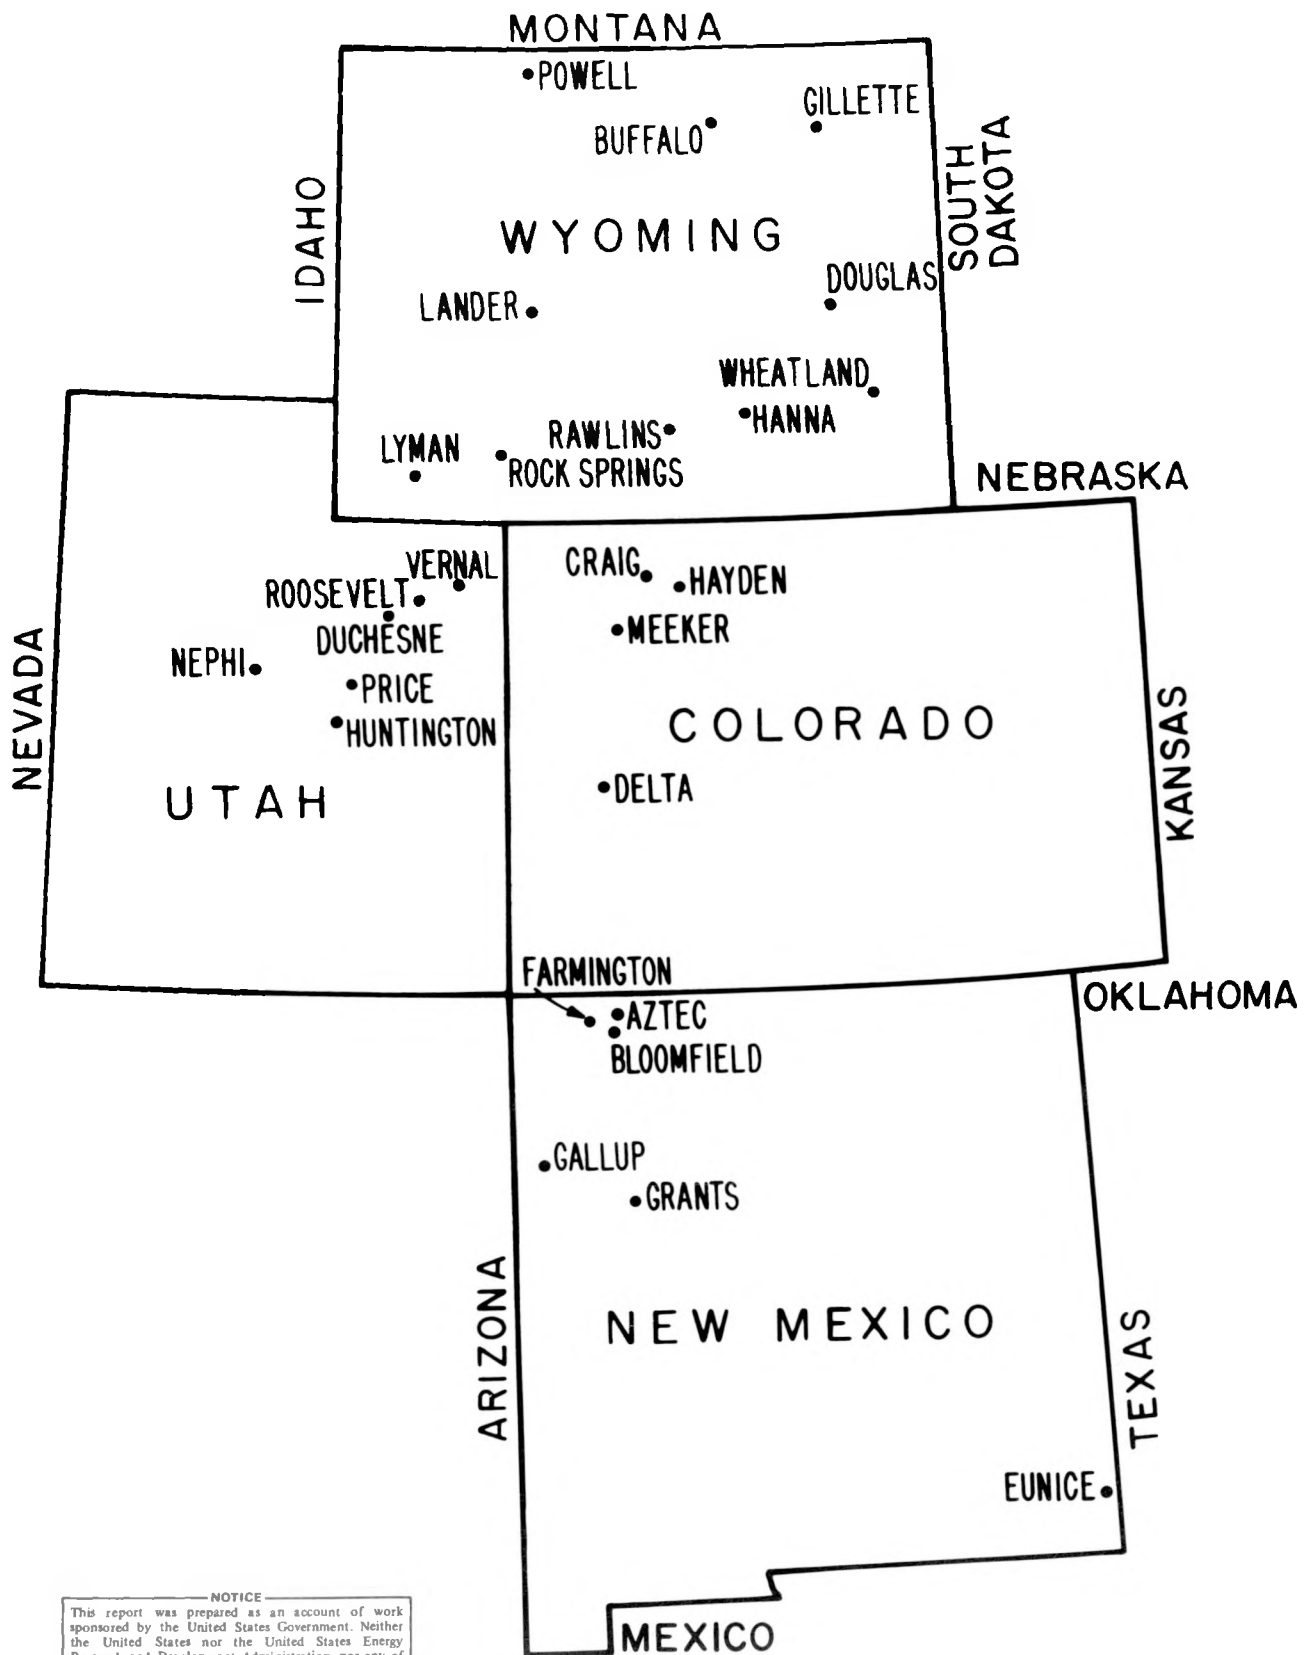 MONTANA
POWELL
GILLETTE
BUFFALO
IDAHO
WYOMING
SOUTH
DAKOTA
DOUGLAS
LANDER
WHEATLAND
HANNA
RAWLINS
LYMAN
ROCK SPRINGS
NEBRASKA
VERNAL
CRAIG
HAYDEN
ROOSEVELT
DUCHESNE
MEEKER
NEPHI
PRICE
HUNTINGTON
NEVADA
COLORADO
KANSAS
UTAH
DELTA
FARMINGTON
OKLAHOMA
AZTEC
BLOOMFIELD
GALLUP
GRANTS
ARIZONA
NEW MEXICO
TEXAS
EUNICE
NOTICE
This report was prepared as an account of work
sponsored by the United States Government. Neither
the United States nor the United States Energy
MEXICO